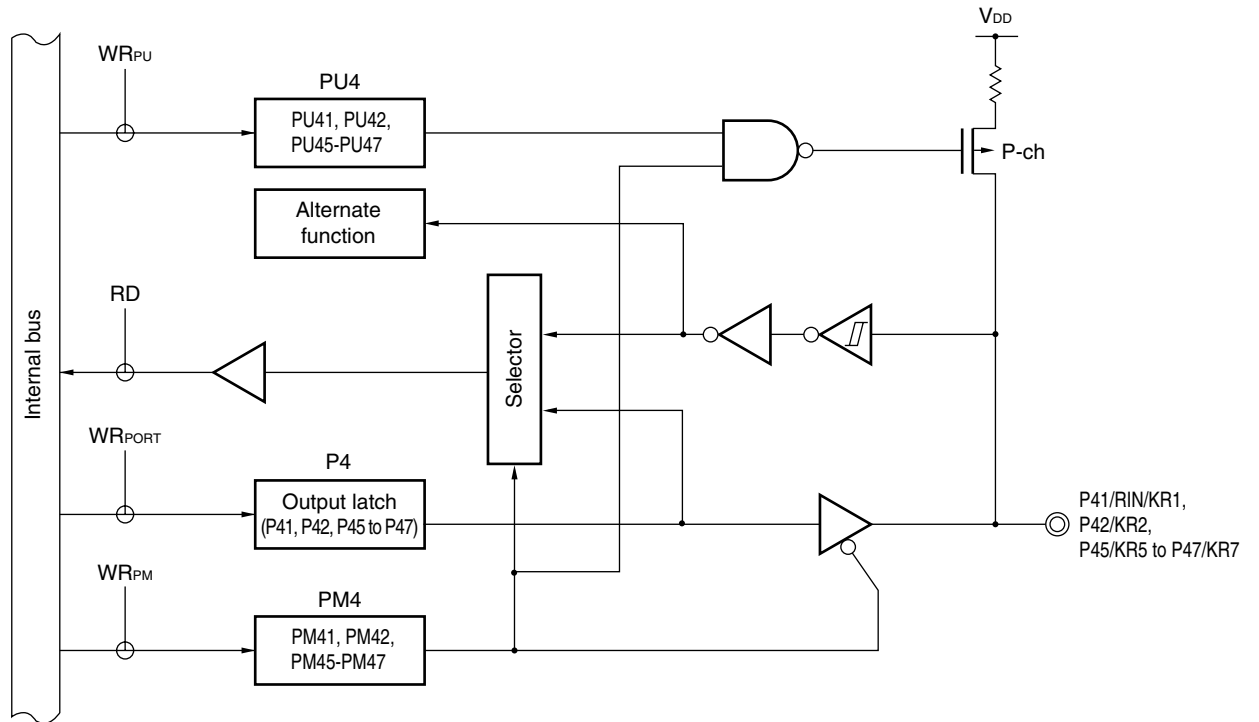 VDD
WRPU
PU4
PU41, PU42,
PU45-PU47
P-ch
Alternate
function
RD
Internal bus
Selector
WRPORT
P4
Output latch
(P41, P42, P45 to P47)
P41/RIN/KR1,
P42/KR2,
P45/KR5 to P47/KR7
WRPM
PM4
PM41, PM42,
PM45-PM47